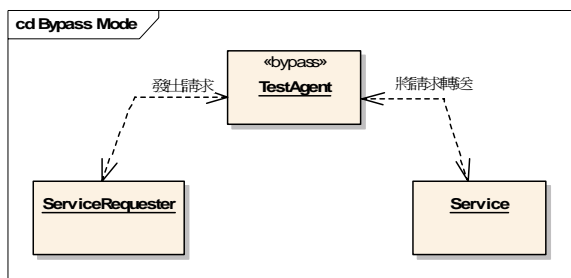 cd Bypass Mode
«bypass»
TestAgent
發出請求
將請求轉送
ServiceRequester
Service